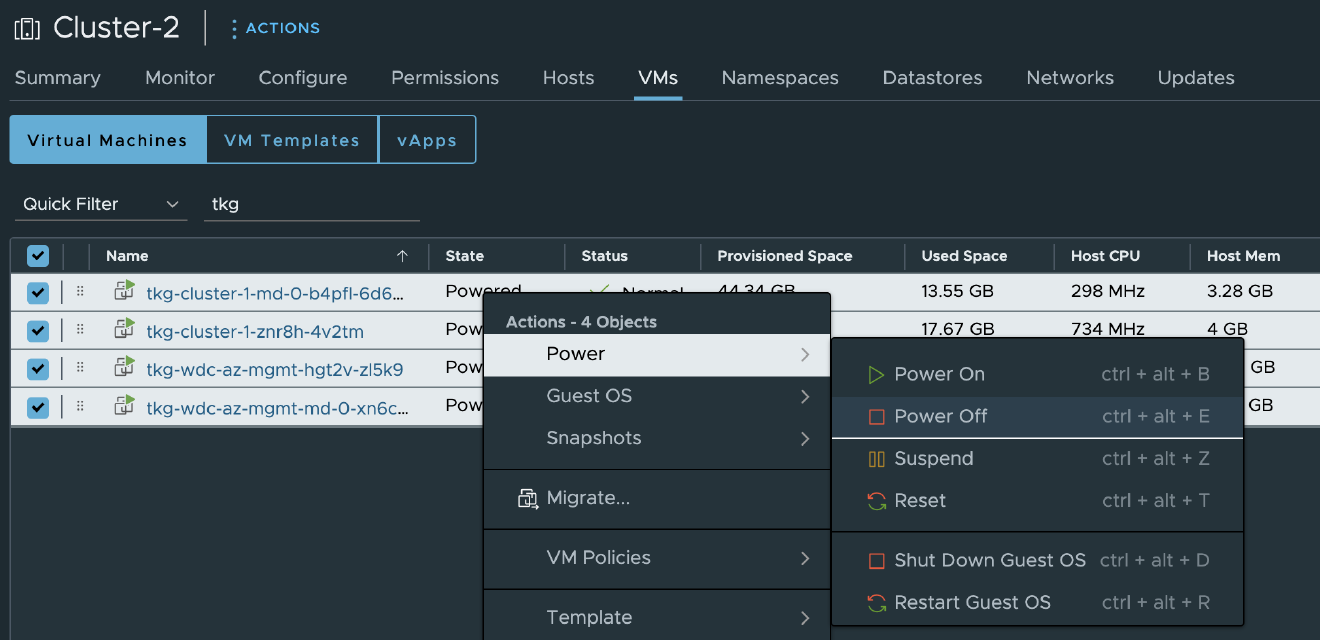 Cluster-2 ACTIONS
Summary Monitor Configure Permissions Hosts VMs Namespaces Datastores Networks Updates
Virtual Machines VM Templates vApps
Quick Filter tkg
Name State Status Provisioned Space Used Space Host CPU Host Mem
tkg-cluster-1-md-0-b4pfl-6d6... Powered Normal 44.34 GB 13.55 GB 298 MHz 3.28 GB
tkg-cluster-1-znr8h-4v2tm Pow 17.67 GB 734 MHz 4 GB
tkg-wdc-az-mgmt-hgt2v-zl5k9 Pow GB
tkg-wdc-az-mgmt-md-0-xn6c... Pow GB
Actions - 4 Objects
Power
Guest OS
Snapshots
Migrate...
VM Policies
Template
Power On ctrl + alt + B
Power Off ctrl + alt + E
Suspend ctrl + alt + Z
Reset ctrl + alt + T
Shut Down Guest OS ctrl + alt + D
Restart Guest OS ctrl + alt + R